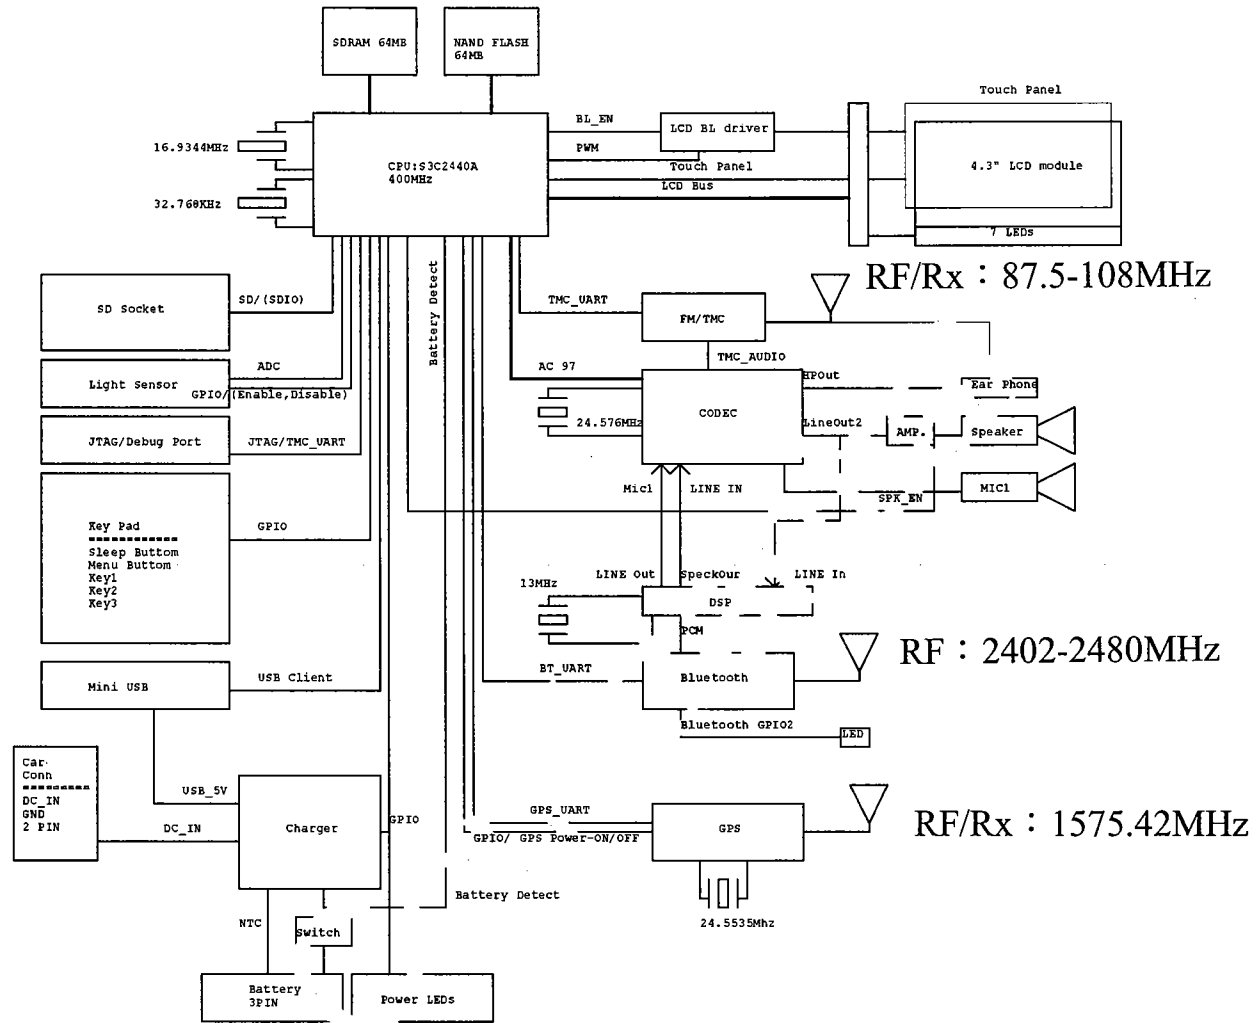 SDRAM 64MB
NAND FLASH
64MB
Touch Panel
BL_EN
LCD BL driver
16.9344MHz
PWM
CPU:S3C2440A
400MHz
Touch Panel
4.3" LCD module
LCD Bus
32.768KHz
7 LEDs
RF/Rx：87.5-108MHz
Battery Detect
SD Socket
SD/(SDIO)
TMC_UART
FM/TMC
TMC_AUDIO
ADC
AC 97
HPOut
Light Sensor
Ear Phone
GPIO/(Enable,Disable)
CODEC
24.576MHz
LineOut2
AMP.
Speaker
JTAG/Debug Port
JTAG/TMC_UART
Mic1
LINE IN
SPK_EN
MIC1
Key Pad
GPIO
Sleep Buttom
Menu Buttom
Key1
Key2
Key3
LINE Out
SpeckOur
LINE In
13MHz
DSP
PCM
RF：2402-2480MHz
BT_UART
Bluetooth
Mini USB
USB Client
Bluetooth GPIO2
LED
Car
Conn
DC_IN
GND
2 PIN
USB_5V
DC_IN
Charger
GPIO
GPS_UART
GPIO/ GPS Power-ON/OFF
GPS
RF/Rx：1575.42MHz
Battery Detect
NTC
Switch
24.5535Mhz
Battery
3PIN
Power LEDs